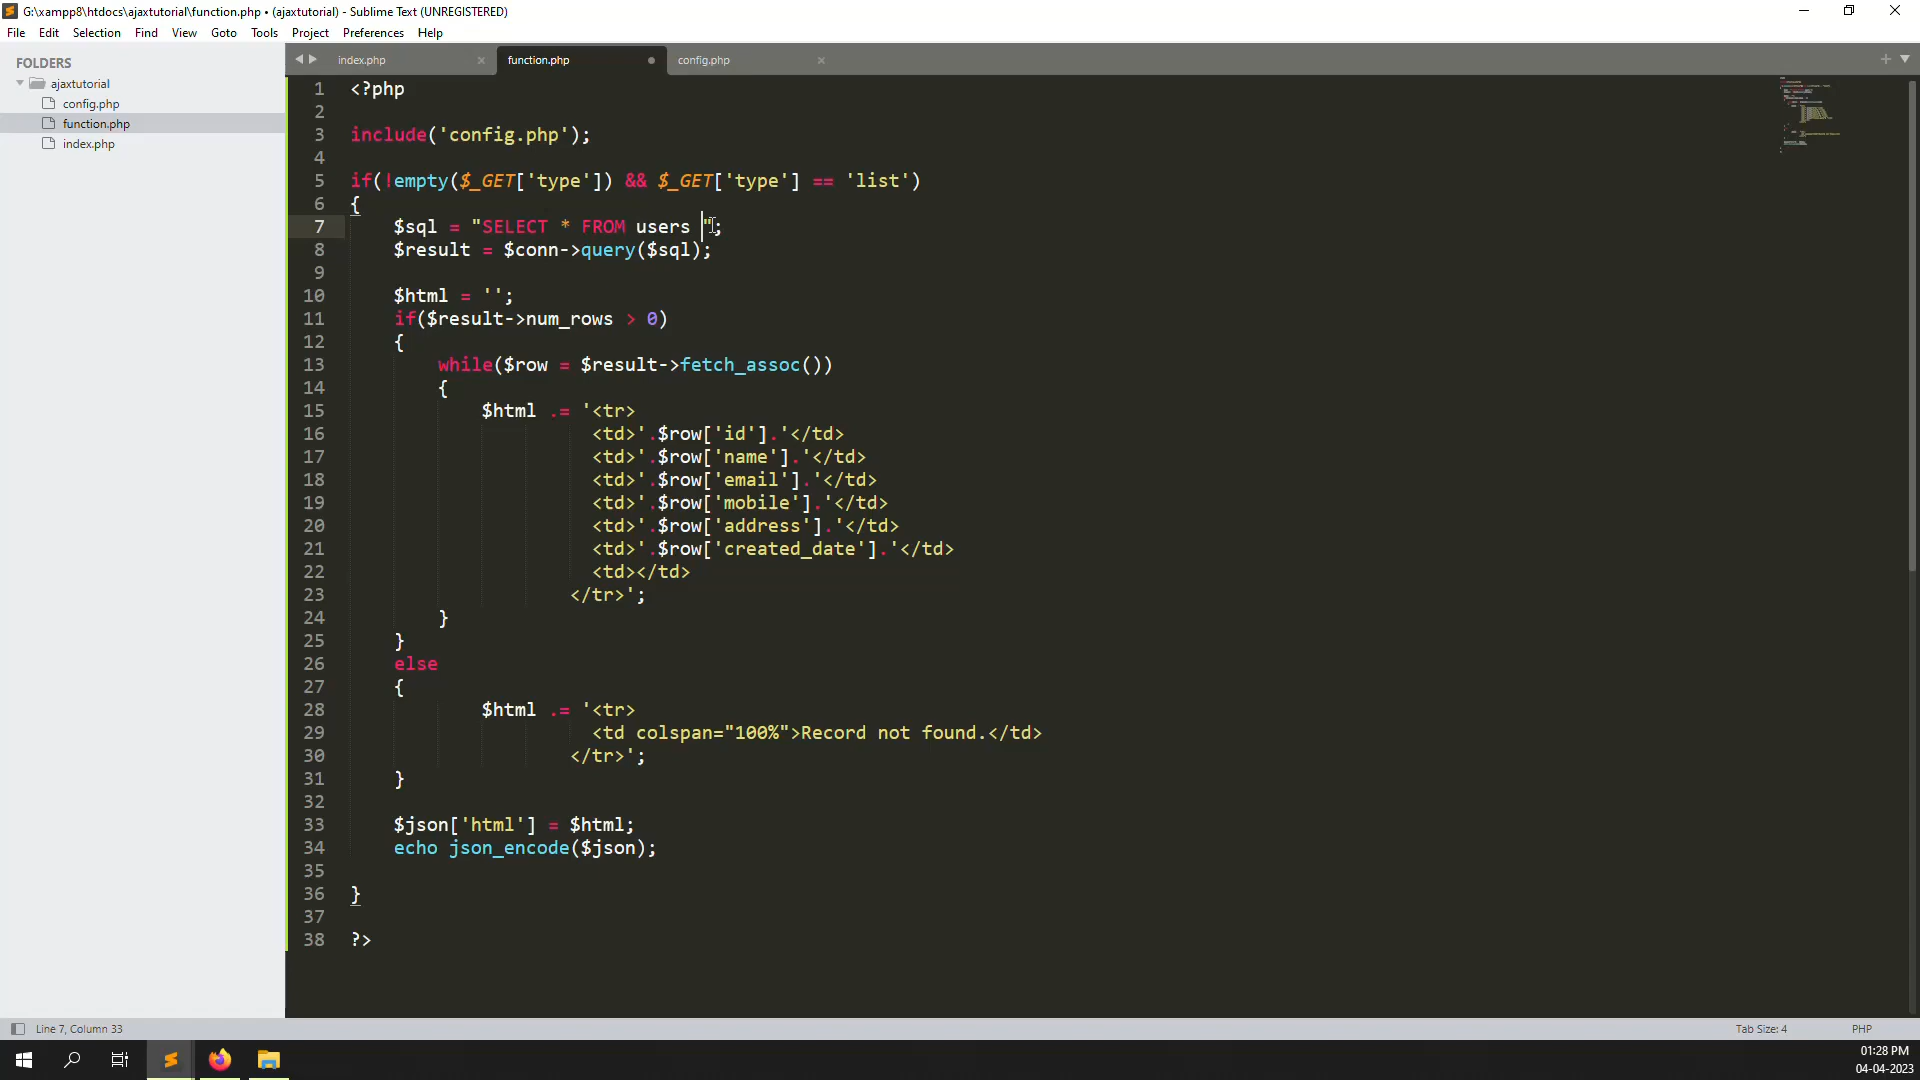 G:\xampp8\htdocs\ajaxtutorial\function.php • (ajaxtutorial) - Sublime Text (UNREGISTERED)
File Edit Selection Find View Goto Tools Project Preferences Help
FOLDERS
ajaxtutorial
config.php
function.php
index.php
index.php function.php config.php
1 <?php
2
3 include('config.php');
4
5 if(!empty($_GET['type']) && $_GET['type'] == 'list')
6 {
7 $sql = "SELECT * FROM users ";
8 $result = $conn->query($sql);
9
10 $html = '';
11 if($result->num_rows > 0)
12 {
13 while($row = $result->fetch_assoc())
14 {
15 $html .= '<tr>
16 <td>'.$row['id'].'</td>
17 <td>'.$row['name'].'</td>
18 <td>'.$row['email'].'</td>
19 <td>'.$row['mobile'].'</td>
20 <td>'.$row['address'].'</td>
21 <td>'.$row['created_date'].'</td>
22 <td></td>
23 </tr>';
24 }
25 }
26 else
27 {
28 $html .= '<tr>
29 <td colspan="100%">Record not found.</td>
30 </tr>';
31 }
32
33 $json['html'] = $html;
34 echo json_encode($json);
35
36 }
37
38 ?>
Line 7, Column 33
Tab Size: 4
PHP
01:28 PM
04-04-2023